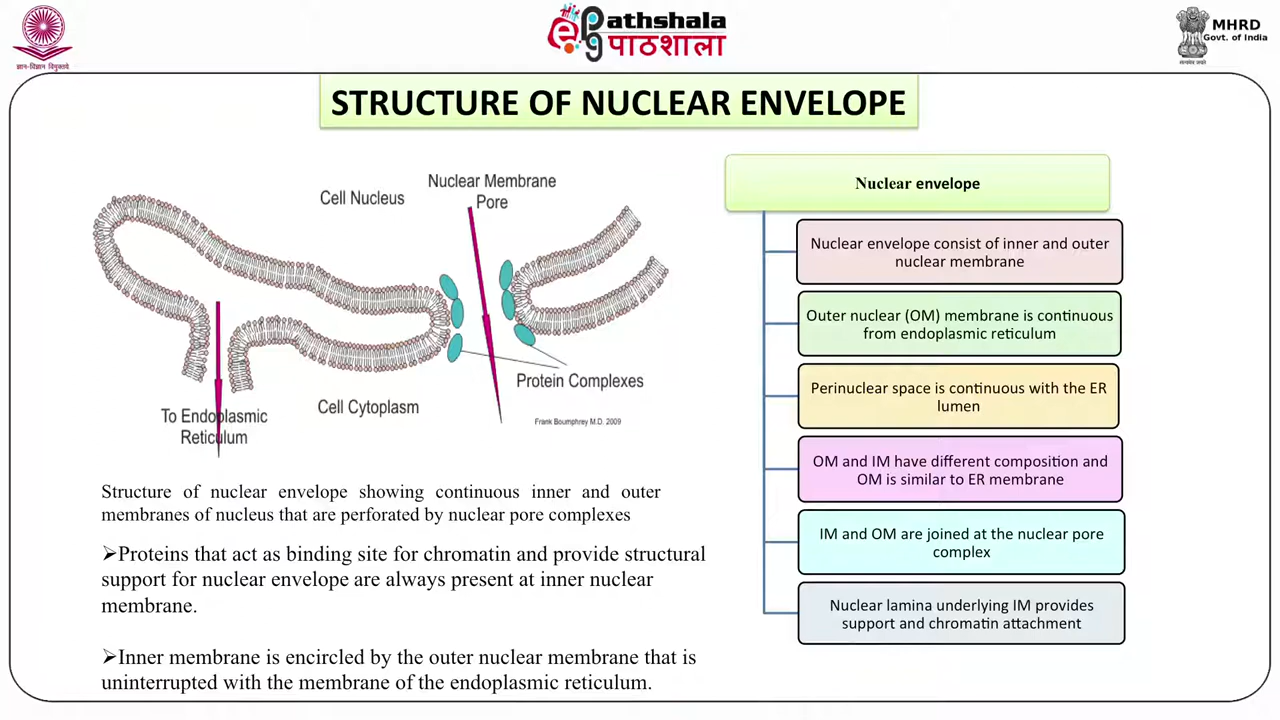 ज्ञान-विज्ञान विमुक्तये
ePathshala
पाठशाला
MHRD
Govt. of India
सत्यमेव जयते
STRUCTURE OF NUCLEAR ENVELOPE
Cell Nucleus
Nuclear Membrane
Pore
Protein Complexes
To Endoplasmic
Reticulum
Cell Cytoplasm
Frank Boumphrey M.D. 2009
Structure of nuclear envelope showing continuous inner and outer
membranes of nucleus that are perforated by nuclear pore complexes
➢Proteins that act as binding site for chromatin and provide structural
support for nuclear envelope are always present at inner nuclear
membrane.
➢Inner membrane is encircled by the outer nuclear membrane that is
uninterrupted with the membrane of the endoplasmic reticulum.
Nuclear envelope
Nuclear envelope consist of inner and outer
nuclear membrane
Outer nuclear (OM) membrane is continuous
from endoplasmic reticulum
Perinuclear space is continuous with the ER
lumen
OM and IM have different composition and
OM is similar to ER membrane
IM and OM are joined at the nuclear pore
complex
Nuclear lamina underlying IM provides
support and chromatin attachment